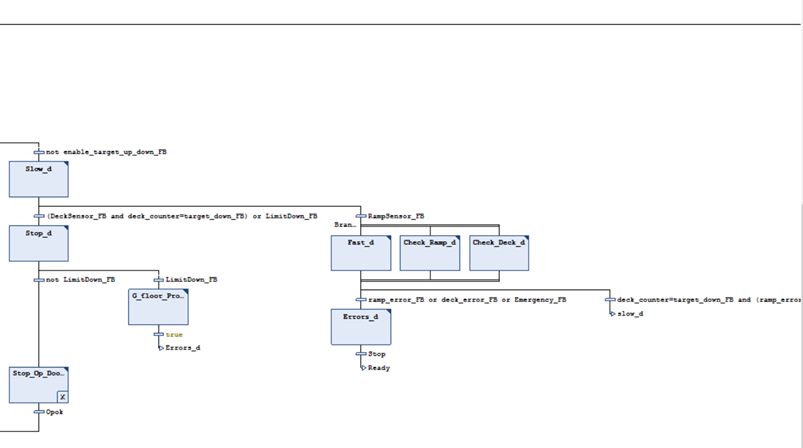 not enable_target_up_down_FB
Slow_d
(DeckSensor_FB and deck_counter=target_down_FB) or LimitDown_FB
RampSensor_FB
Bran...
Stop_d
Fast_d
Check_Ramp_d
Check_Deck_d
not LimitDown_FB
LimitDown_FB
G_floor_Pro...
ramp_error_FB or deck_error_FB or Emergency_FB
deck_counter=target_down_FB and (ramp_erro
slow_d
Errors_d
true
Errors_d
Stop
Ready
Stop_Op_Doo...
X
Opok